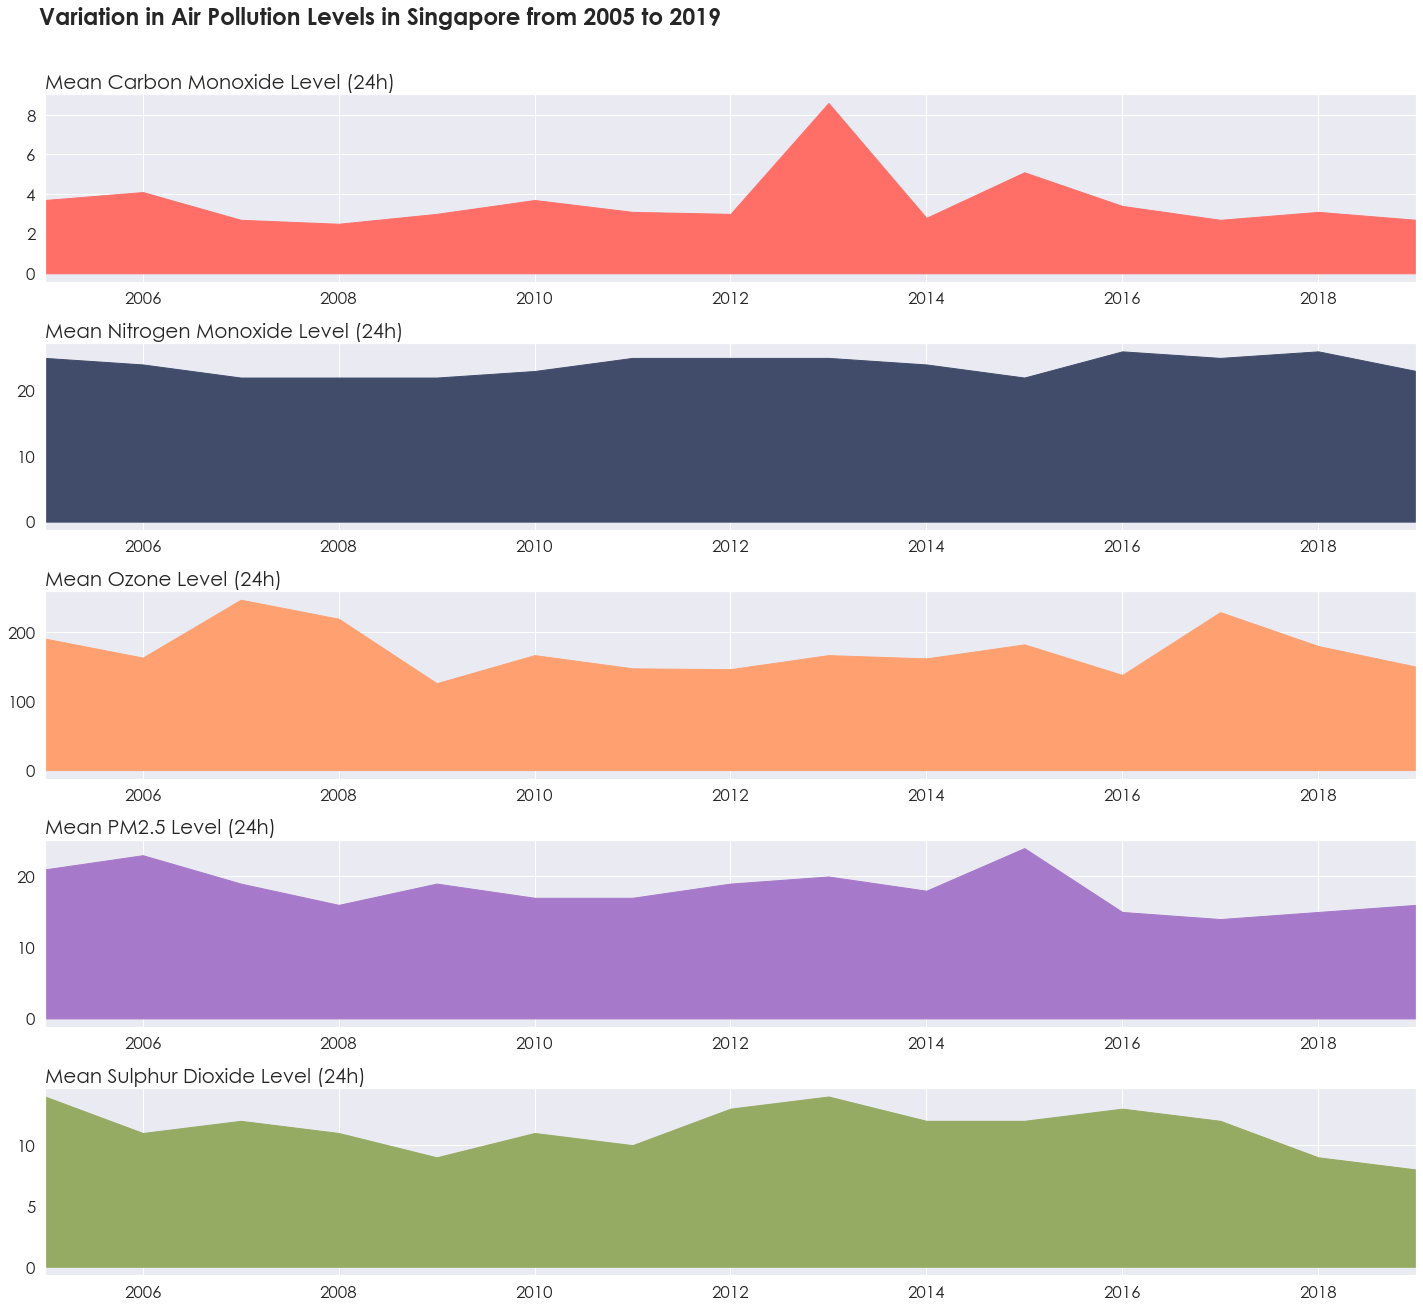 Variation in Air Pollution Levels in Singapore from 2005 to 2019
Mean Carbon Monoxide Level (24h)
8
6
4
2
0
2006 2008 2010 2012 2014 2016 2018
Mean Nitrogen Monoxide Level (24h)
20
10
0
2006 2008 2010 2012 2014 2016 2018
Mean Ozone Level (24h)
200
100
0
2006 2008 2010 2012 2014 2016 2018
Mean PM2.5 Level (24h)
20
10
0
2006 2008 2010 2012 2014 2016 2018
Mean Sulphur Dioxide Level (24h)
10
5
0
2006 2008 2010 2012 2014 2016 2018